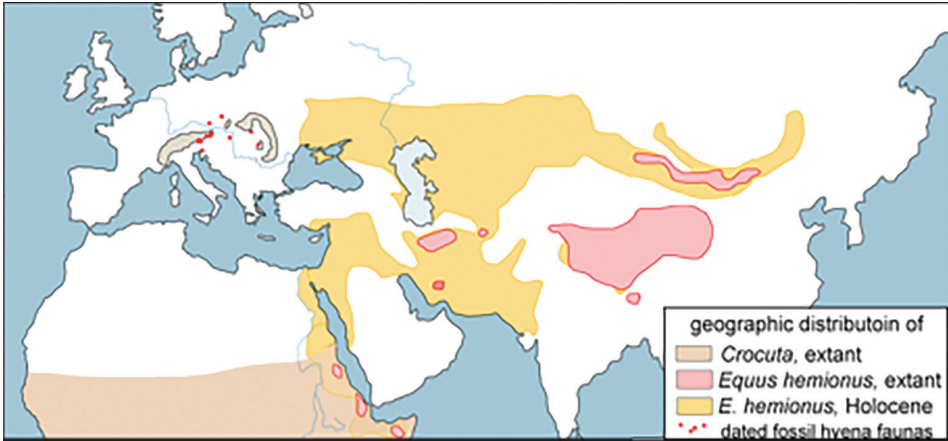 geographic distributoin of
Crocuta, extant
Equus hemionus, extant
E. hemionus, Holocene
dated fossil hyena faunas